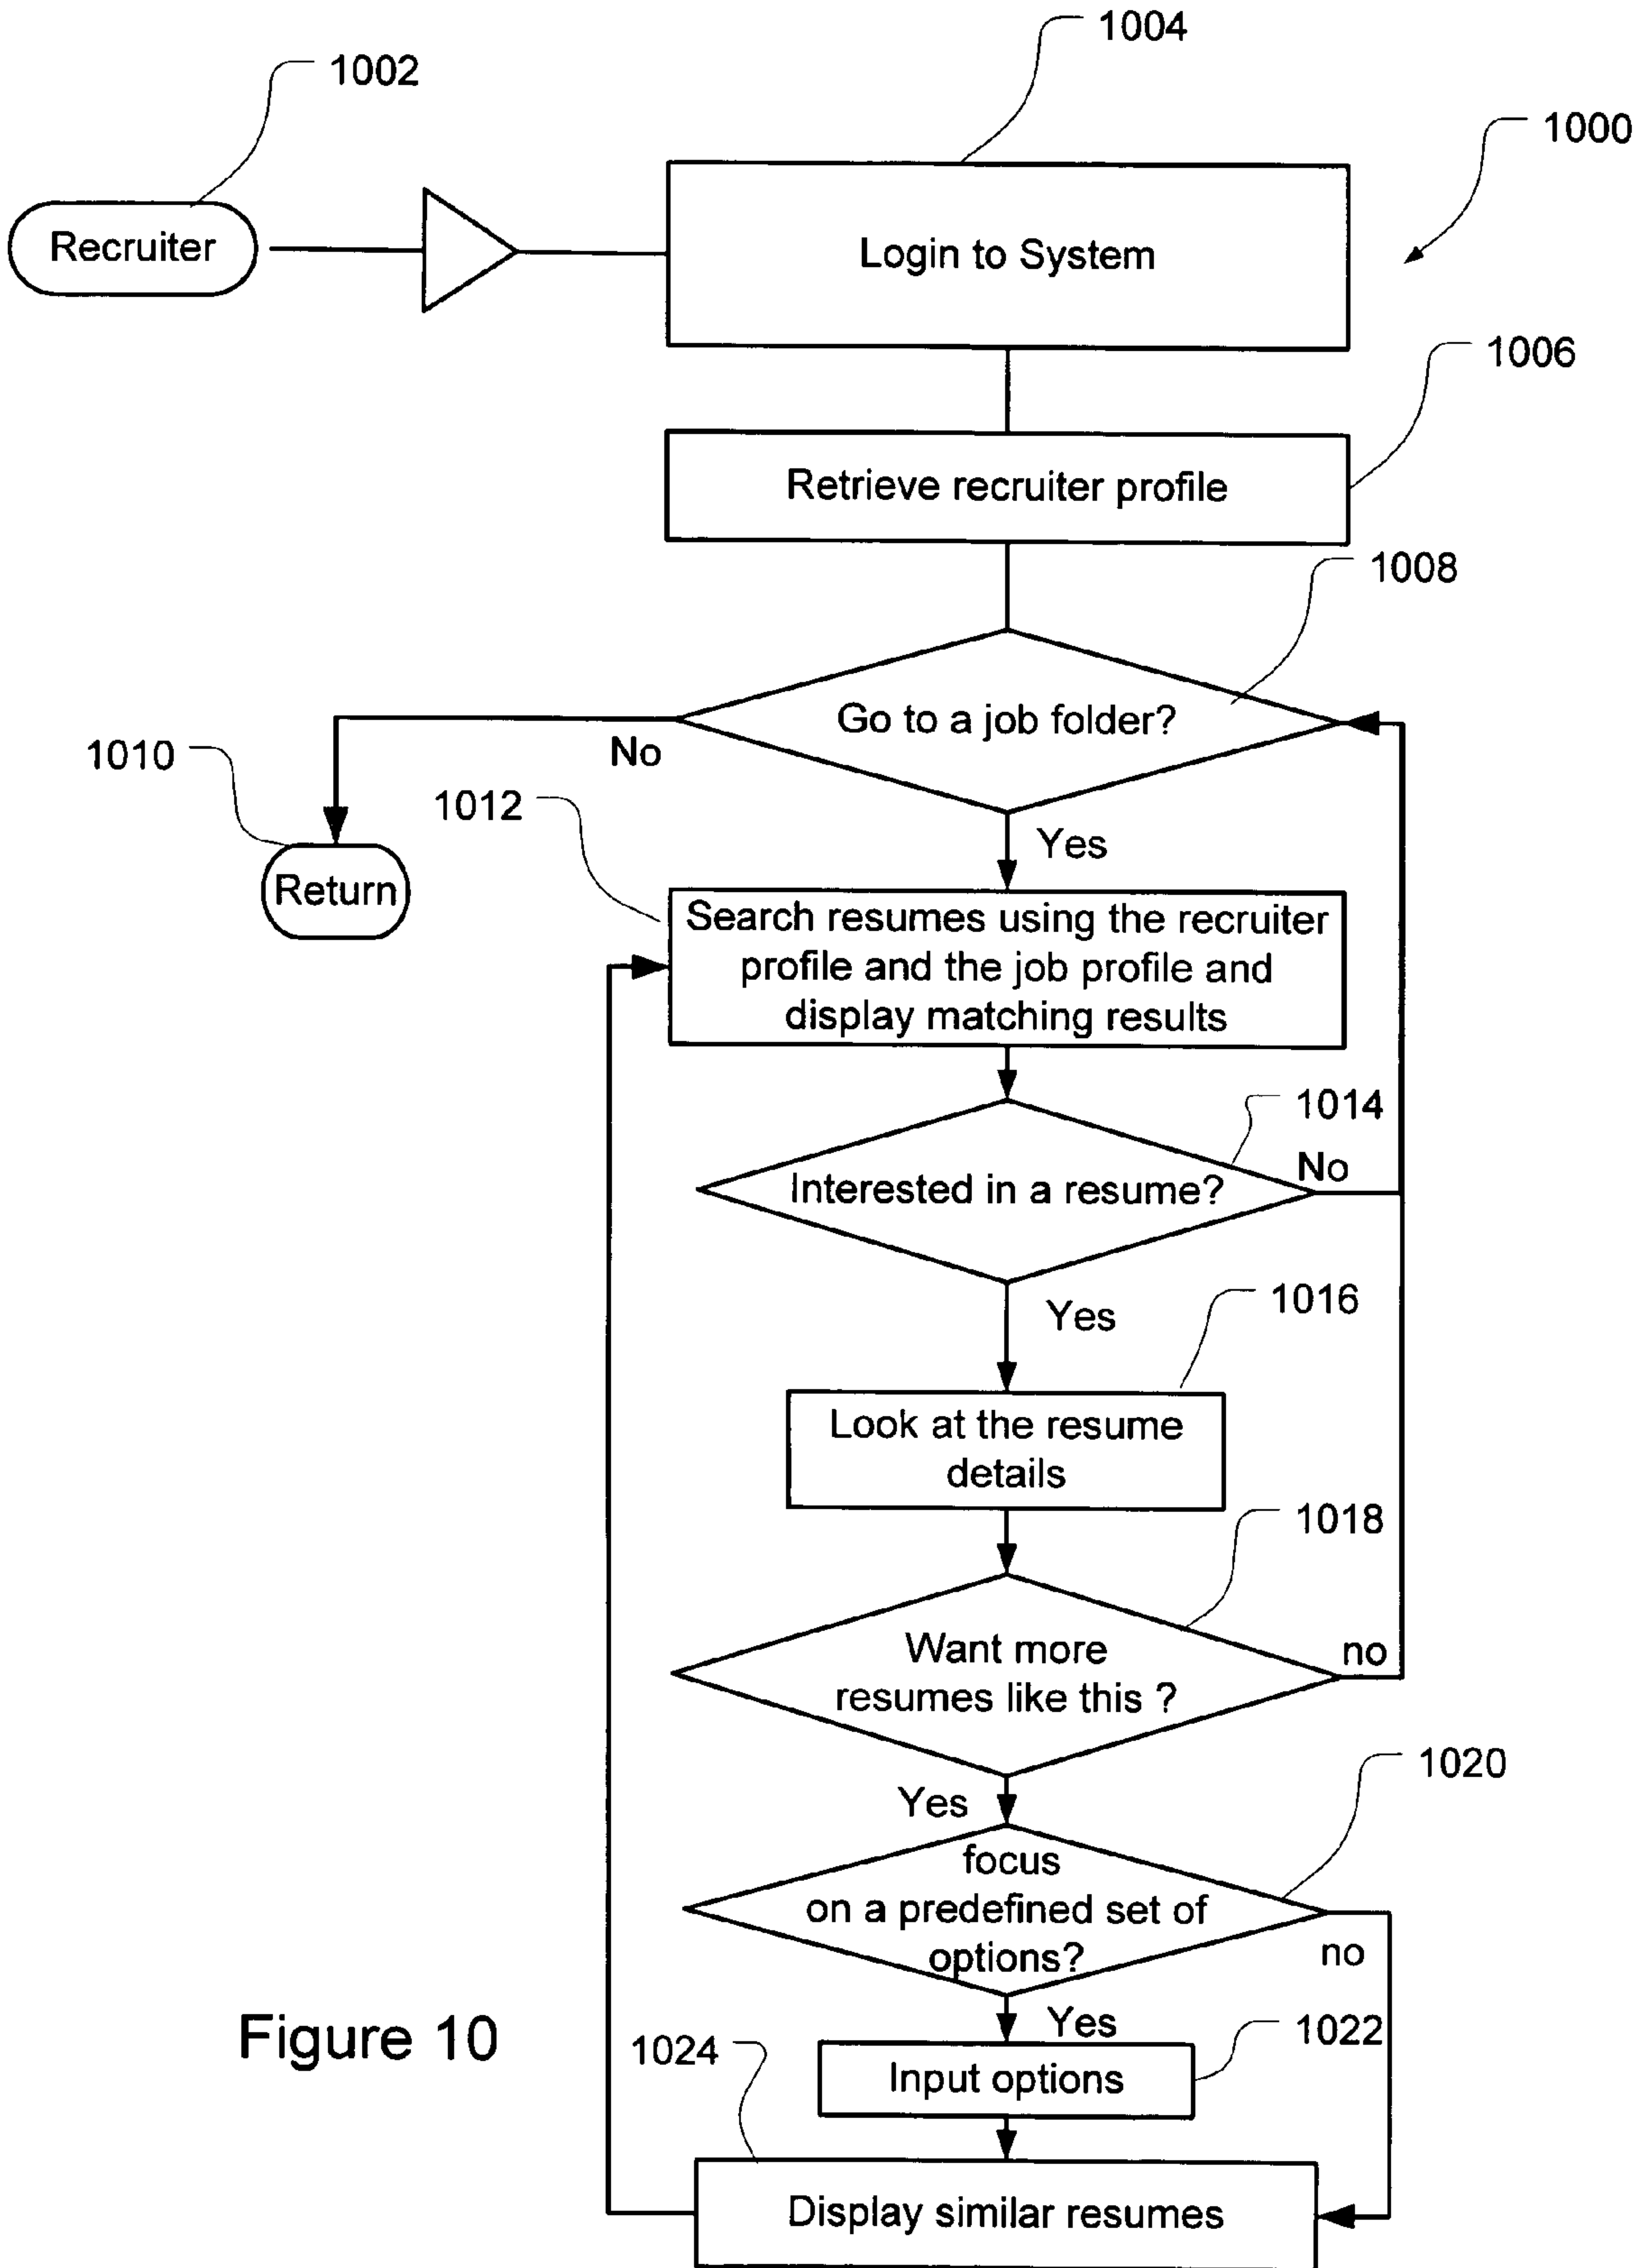 1004
1002
1000
Recruiter
Login to System
1006
Retrieve recruiter profile
1008
Go to a job folder?
No
1010
1012
Yes
Return
Search resumes using the recruiter
profile and the job profile and
display matching results
1014
No
Interested in a resume?
1016
Yes
Look at the resume
details
1018
Want more
resumes like this ?
no
1020
Yes
focus
on a predefined set of
options?
no
Yes
1022
Figure 10
1024
Input options
Display similar resumes